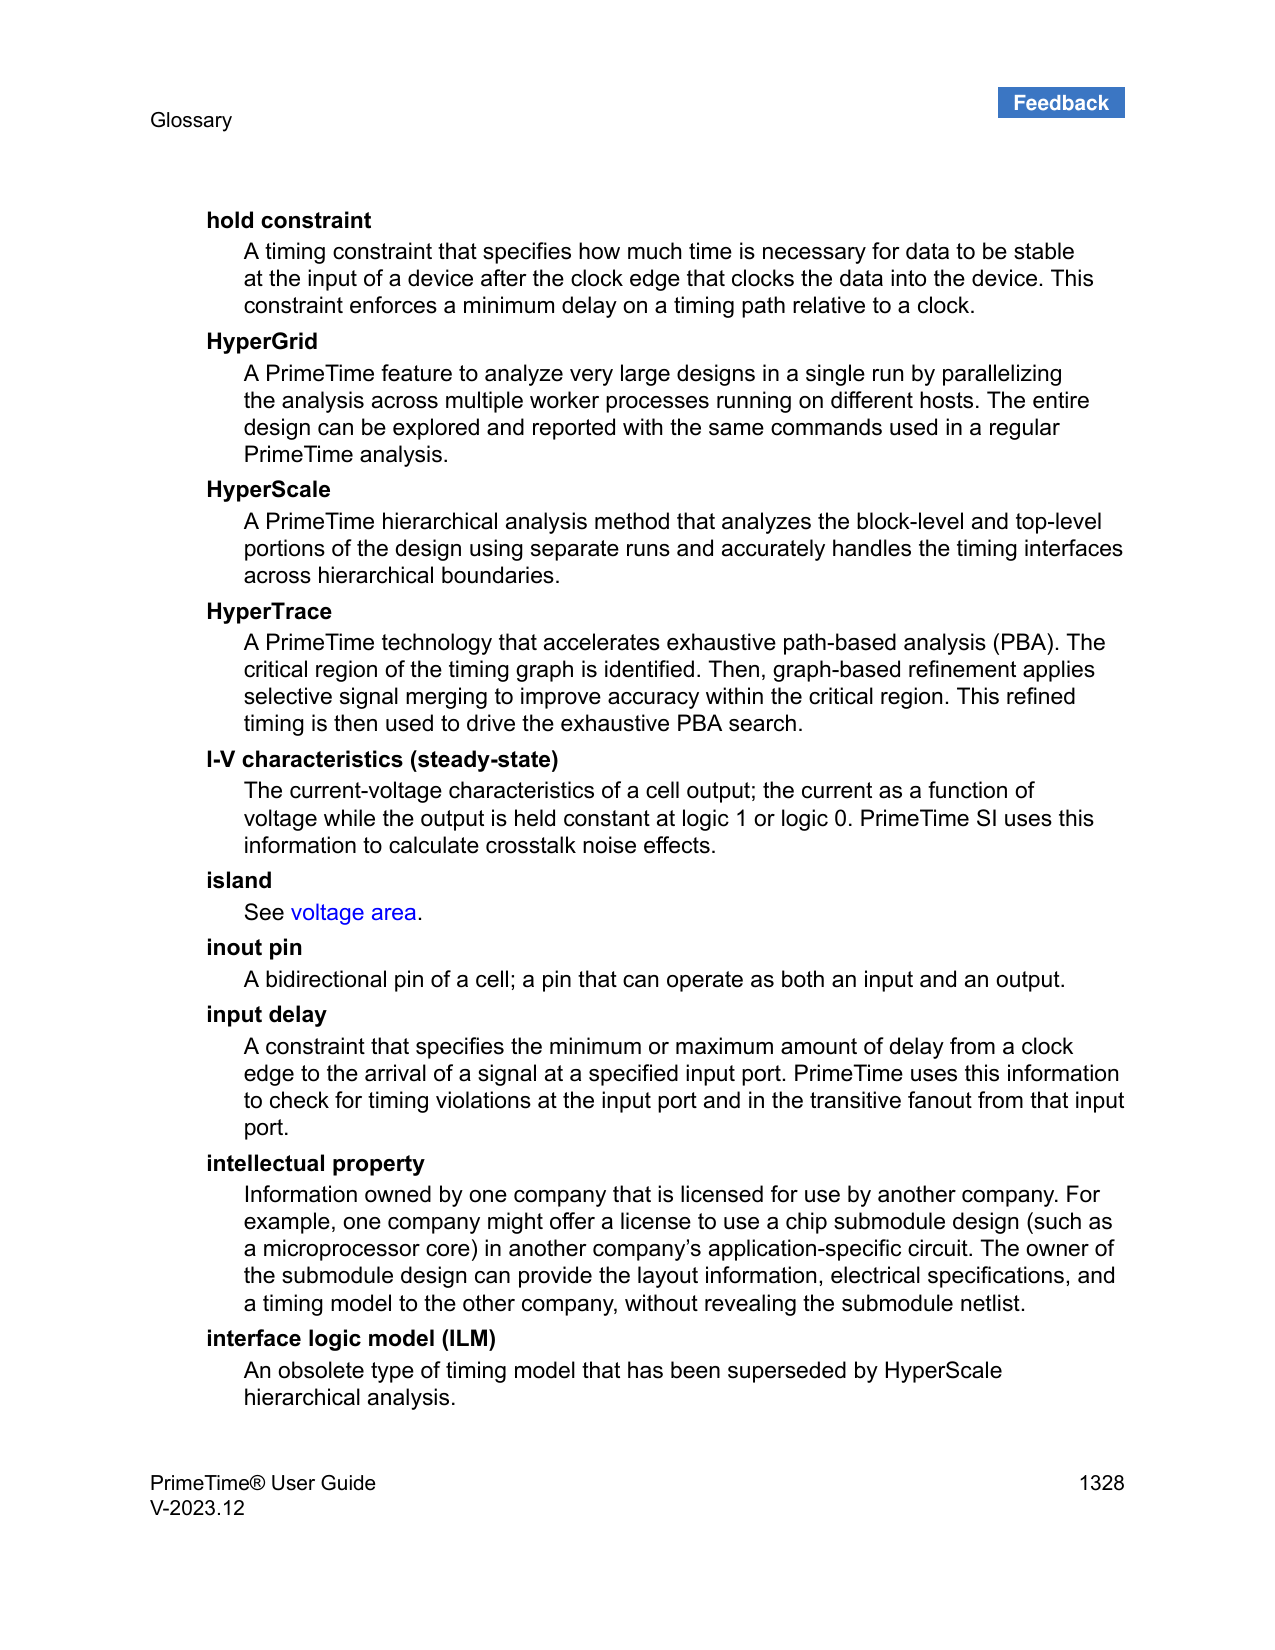 Feedback
Glossary
hold constraint
A timing constraint that specifies how much time is necessary for data to be stable
at the input of a device after the clock edge that clocks the data into the device. This
constraint enforces a minimum delay on a timing path relative to a clock.
HyperGrid
A PrimeTime feature to analyze very large designs in a single run by parallelizing
the analysis across multiple worker processes running on different hosts. The entire
design can be explored and reported with the same commands used in a regular
PrimeTime analysis.
HyperScale
A PrimeTime hierarchical analysis method that analyzes the block-level and top-level
portions of the design using separate runs and accurately handles the timing interfaces
across hierarchical boundaries.
HyperTrace
A PrimeTime technology that accelerates exhaustive path-based analysis (PBA). The
critical region of the timing graph is identified. Then, graph-based refinement applies
selective signal merging to improve accuracy within the critical region. This refined
timing is then used to drive the exhaustive PBA search.
I-V characteristics (steady-state)
The current-voltage characteristics of a cell output; the current as a function of
voltage while the output is held constant at logic 1 or logic 0. PrimeTime SI uses this
information to calculate crosstalk noise effects.
island
See voltage area.
inout pin
A bidirectional pin of a cell; a pin that can operate as both an input and an output.
input delay
A constraint that specifies the minimum or maximum amount of delay from a clock
edge to the arrival of a signal at a specified input port. PrimeTime uses this information
to check for timing violations at the input port and in the transitive fanout from that input
port.
intellectual property
Information owned by one company that is licensed for use by another company. For
example, one company might offer a license to use a chip submodule design (such as
a microprocessor core) in another company’s application-specific circuit. The owner of
the submodule design can provide the layout information, electrical specifications, and
a timing model to the other company, without revealing the submodule netlist.
interface logic model (ILM)
An obsolete type of timing model that has been superseded by HyperScale
hierarchical analysis.
PrimeTime® User Guide 1328
V-2023.12